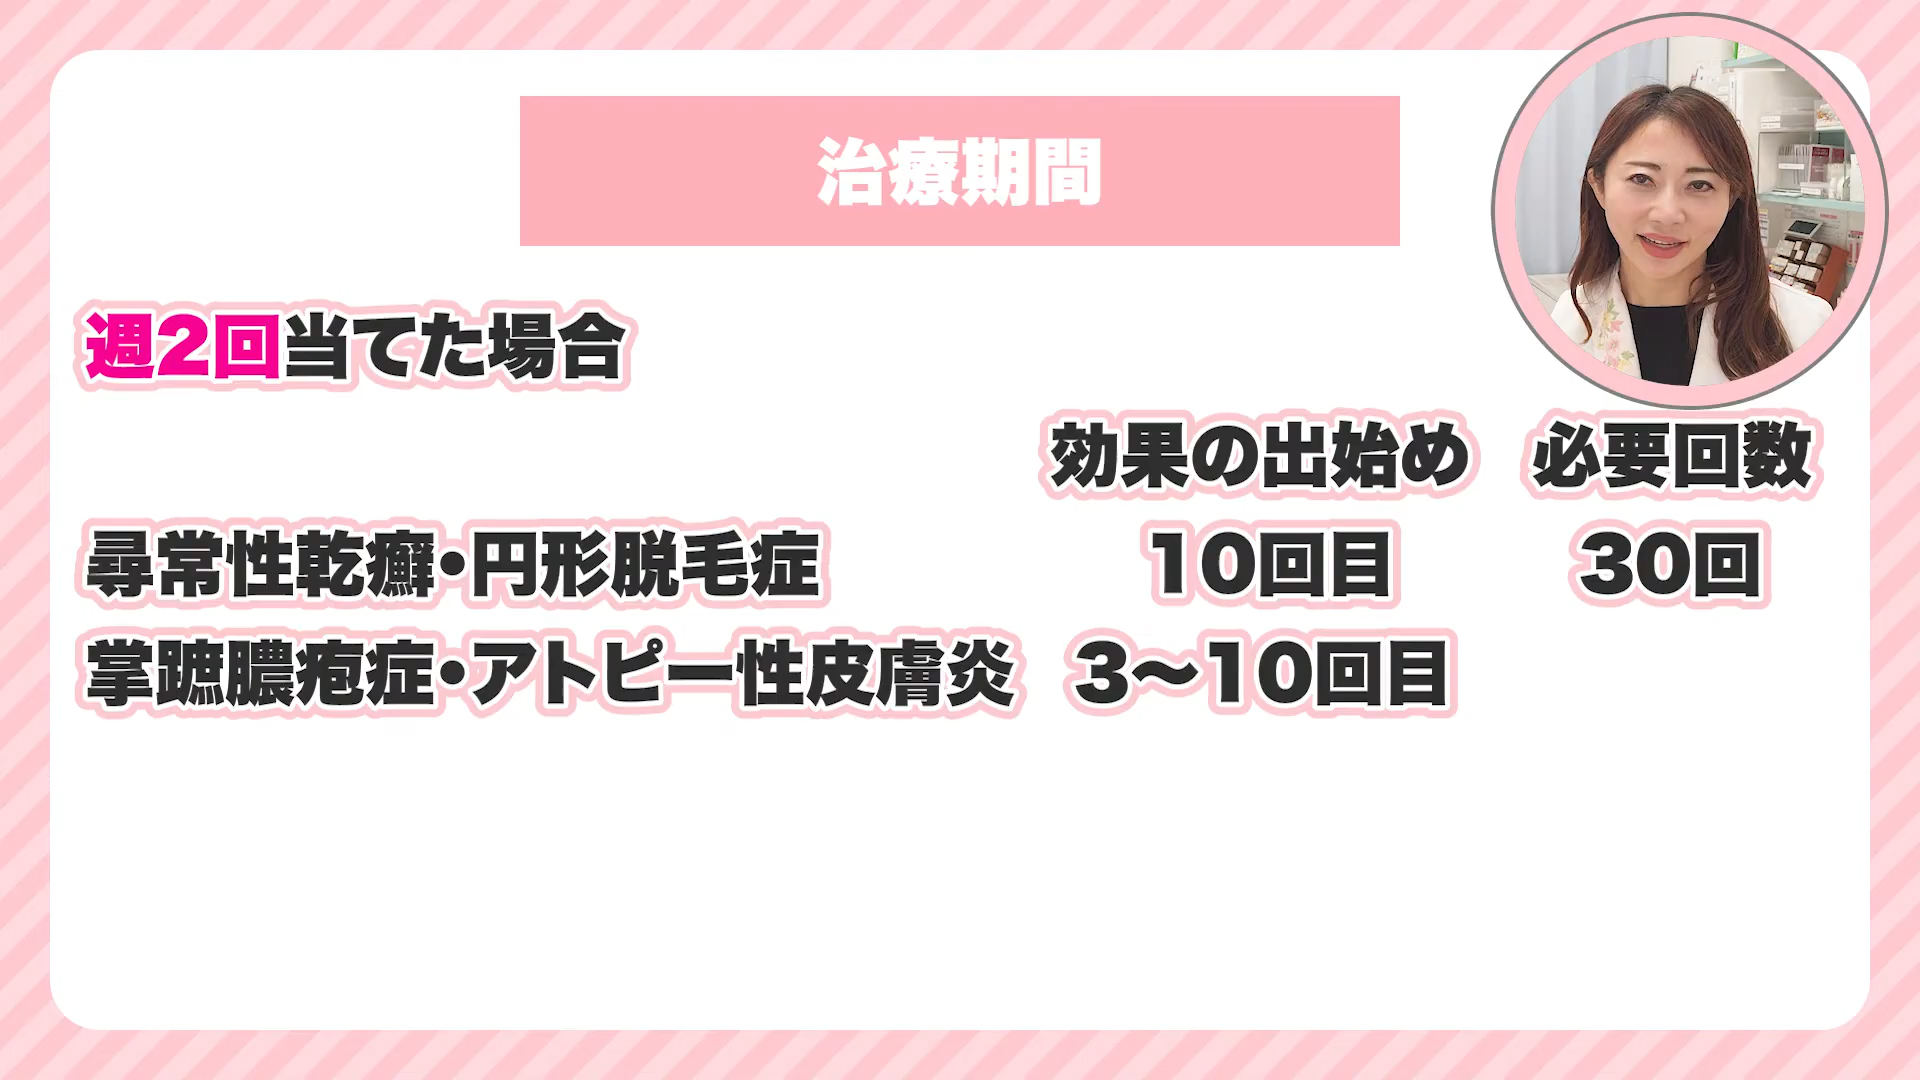 治療期間
週2回当てた場合
効果の出始め 必要回数
尋常性乾癬・円形脱毛症 10回目 30回
掌蹠膿疱症・アトピー性皮膚炎 3〜10回目